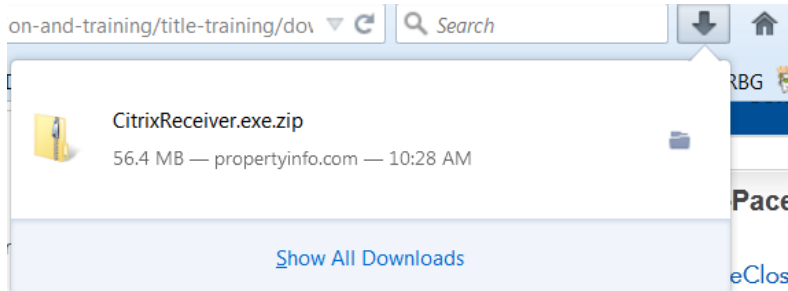 on-and-training/title-training/dov
Search
RBG
CitrixReceiver.exe.zip
56.4 MB — propertyinfo.com — 10:28 AM
Pace
Show All Downloads
eClos